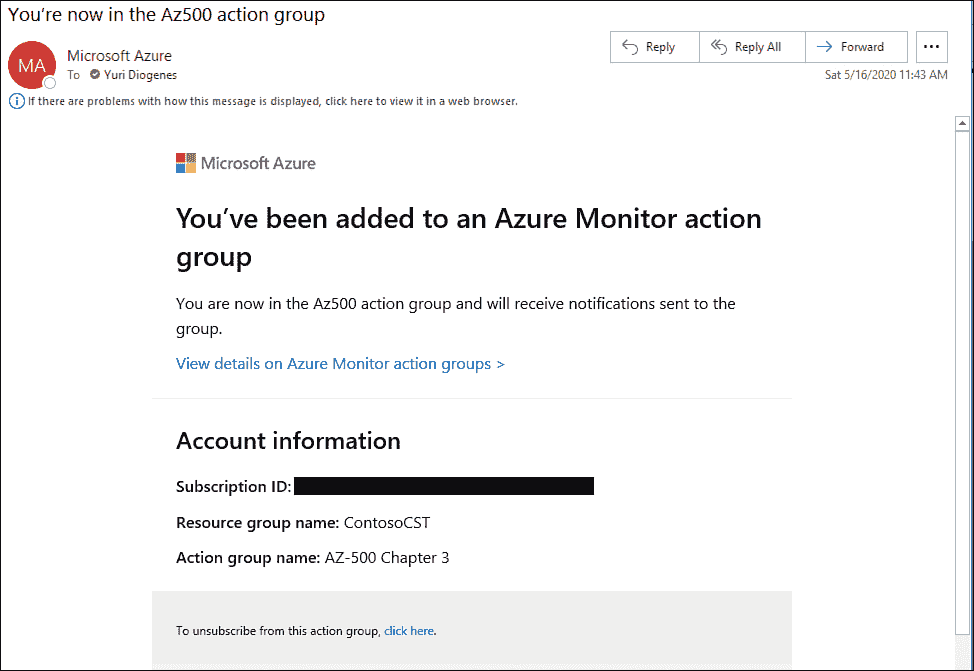 You're now in the Az500 action group
MA
Microsoft Azure
To Yuri Diogenes
Reply
Reply All
Forward
...
Sat 5/16/2020 11:43 AM
If there are problems with how this message is displayed, click here to view it in a web browser.
Microsoft Azure
You've been added to an Azure Monitor action
group
You are now in the Az500 action group and will receive notifications sent to the
group.
View details on Azure Monitor action groups >
Account information
Subscription ID:
Resource group name: ContosoCST
Action group name: AZ-500 Chapter 3
To unsubscribe from this action group, click here.